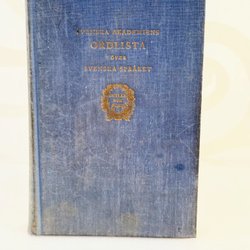 SVENSKA AKADEMIENS
ORDLISTA
ÖVER
SVENSKA SPRÅKET